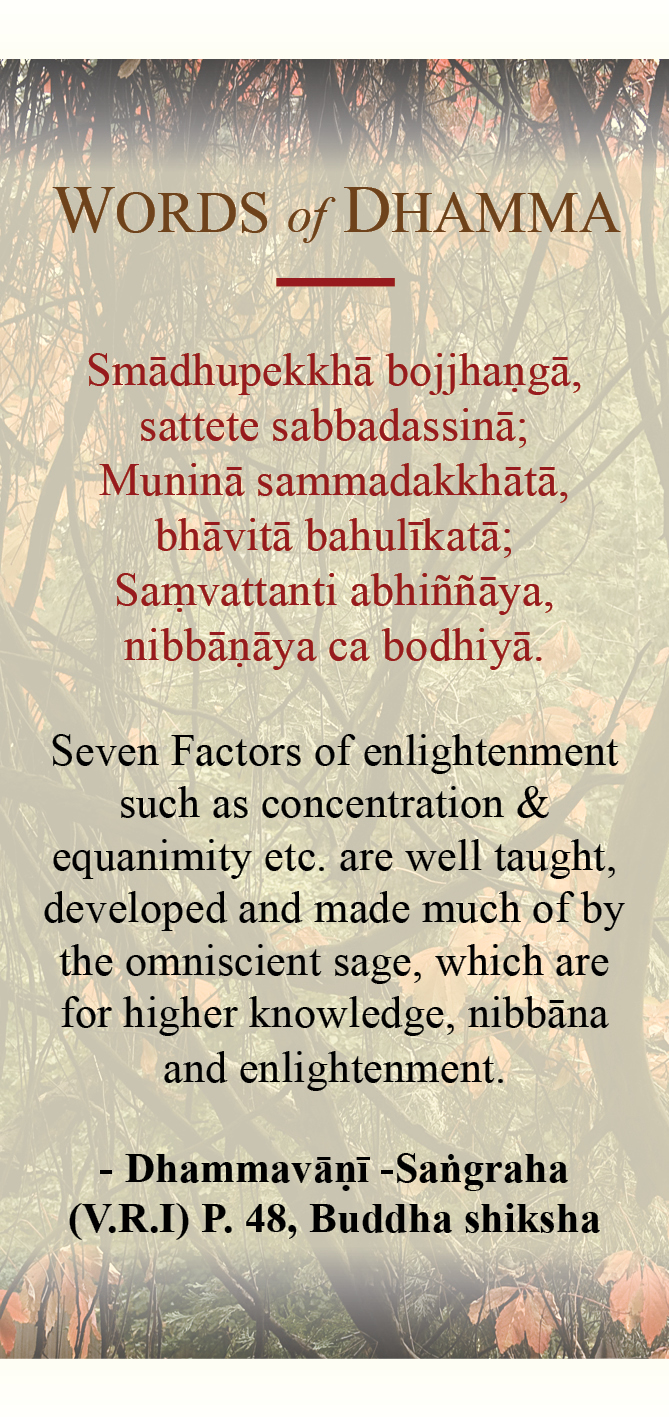 WORDS of DHAMMA
Smādhupekkhā bojjhaṇgā,
sattete sabbadassinā;
Muninā sammadakkhātā,
bhāvitā bahulīkatā;
Saṃvattanti abhiññāya,
nibbāṇāya ca bodhiyā.
Seven Factors of enlightenment
such as concentration &
equanimity etc. are well taught,
developed and made much of by
the omniscient sage, which are
for higher knowledge, nibbāna
and enlightenment.
- Dhammavāṇī -Saṅgraha
(V.R.I) P. 48, Buddha shiksha